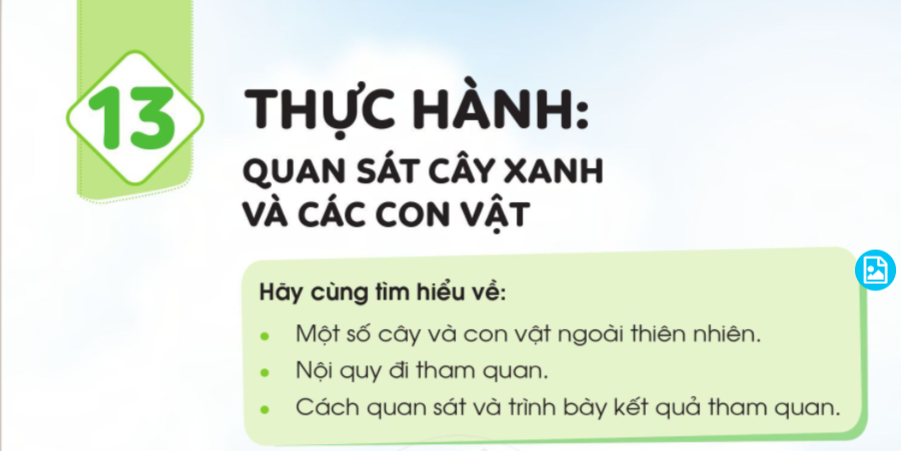 13
THỰC HÀNH:
QUAN SÁT CÂY XANH
VÀ CÁC CON VẬT
Hãy cùng tìm hiểu về:
• Một số cây và con vật ngoài thiên nhiên.
• Nội quy đi tham quan.
• Cách quan sát và trình bày kết quả tham quan.